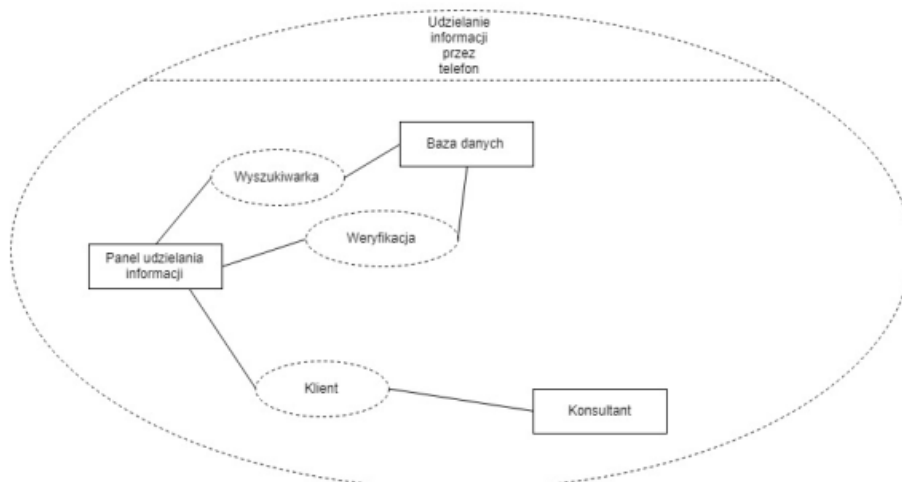 Udzielanie
informacji
przez
telefon
Baza danych
Wyszukiwarka
Weryfikacja
Panel udzielania
informacji
Klient
Konsultant